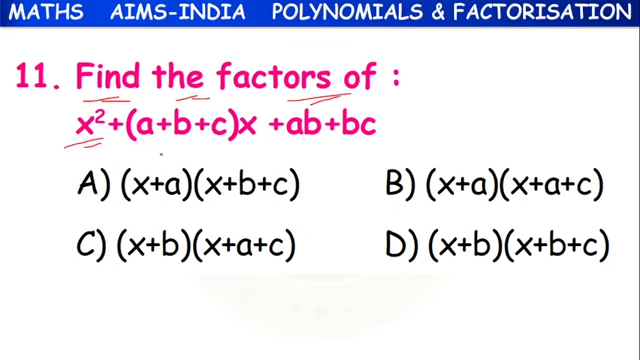 MATHS AIMS-INDIA POLYNOMIALS & FACTORISATION
11. Find the factors of :
x²+(a+b+c)x +ab+bc
A) (x+a)(x+b+c) B) (x+a)(x+a+c)
C) (x+b)(x+a+c) D) (x+b)(x+b+c)